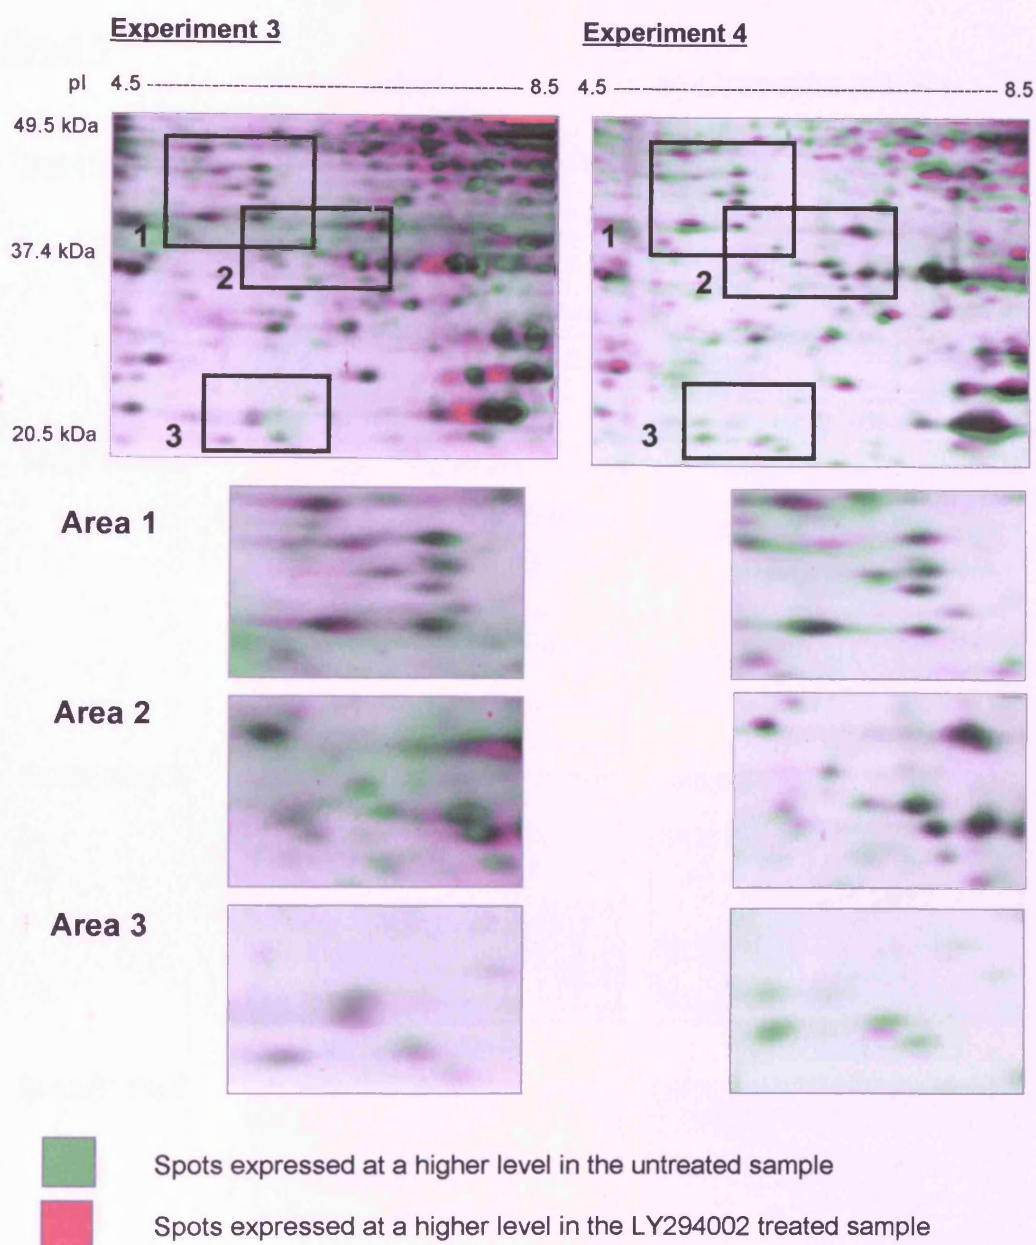 Experiment 3 Experiment 4
pI 4.5 ---------------------------------------- 8.5 4.5 ---------------------------------------- 8.5
49.5 kDa
1 1
37.4 kDa
2 2
20.5 kDa
3 3
Area 1
Area 2
Area 3
Spots expressed at a higher level in the untreated sample
Spots expressed at a higher level in the LY294002 treated sample